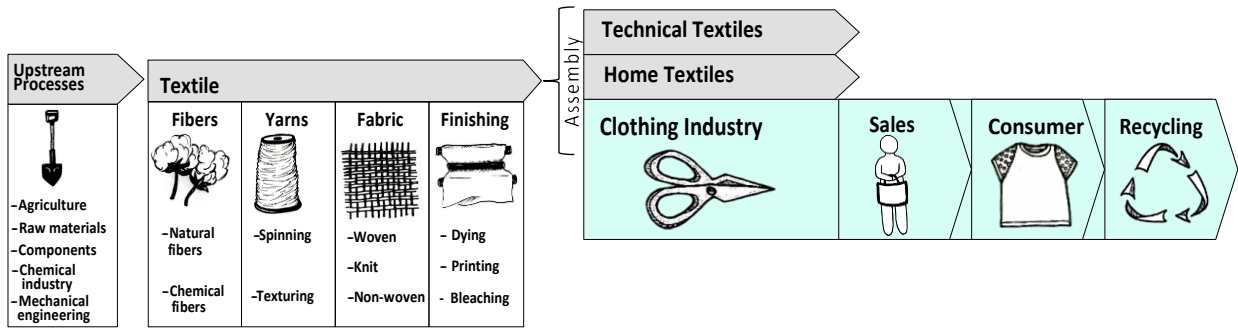 Upstream
Processes
–Agriculture
–Raw materials
–Components
–Chemical
industry
–Mechanical
engineering
Textile
Fibers
–Natural
fibers
–Chemical
fibers
Yarns
–Spinning
–Texturing
Fabric
–Woven
–Knit
–Non-woven
Finishing
– Dying
– Printing
- Bleaching
Assembly
Technical Textiles
Home Textiles
Clothing Industry
Sales
Consumer
Recycling